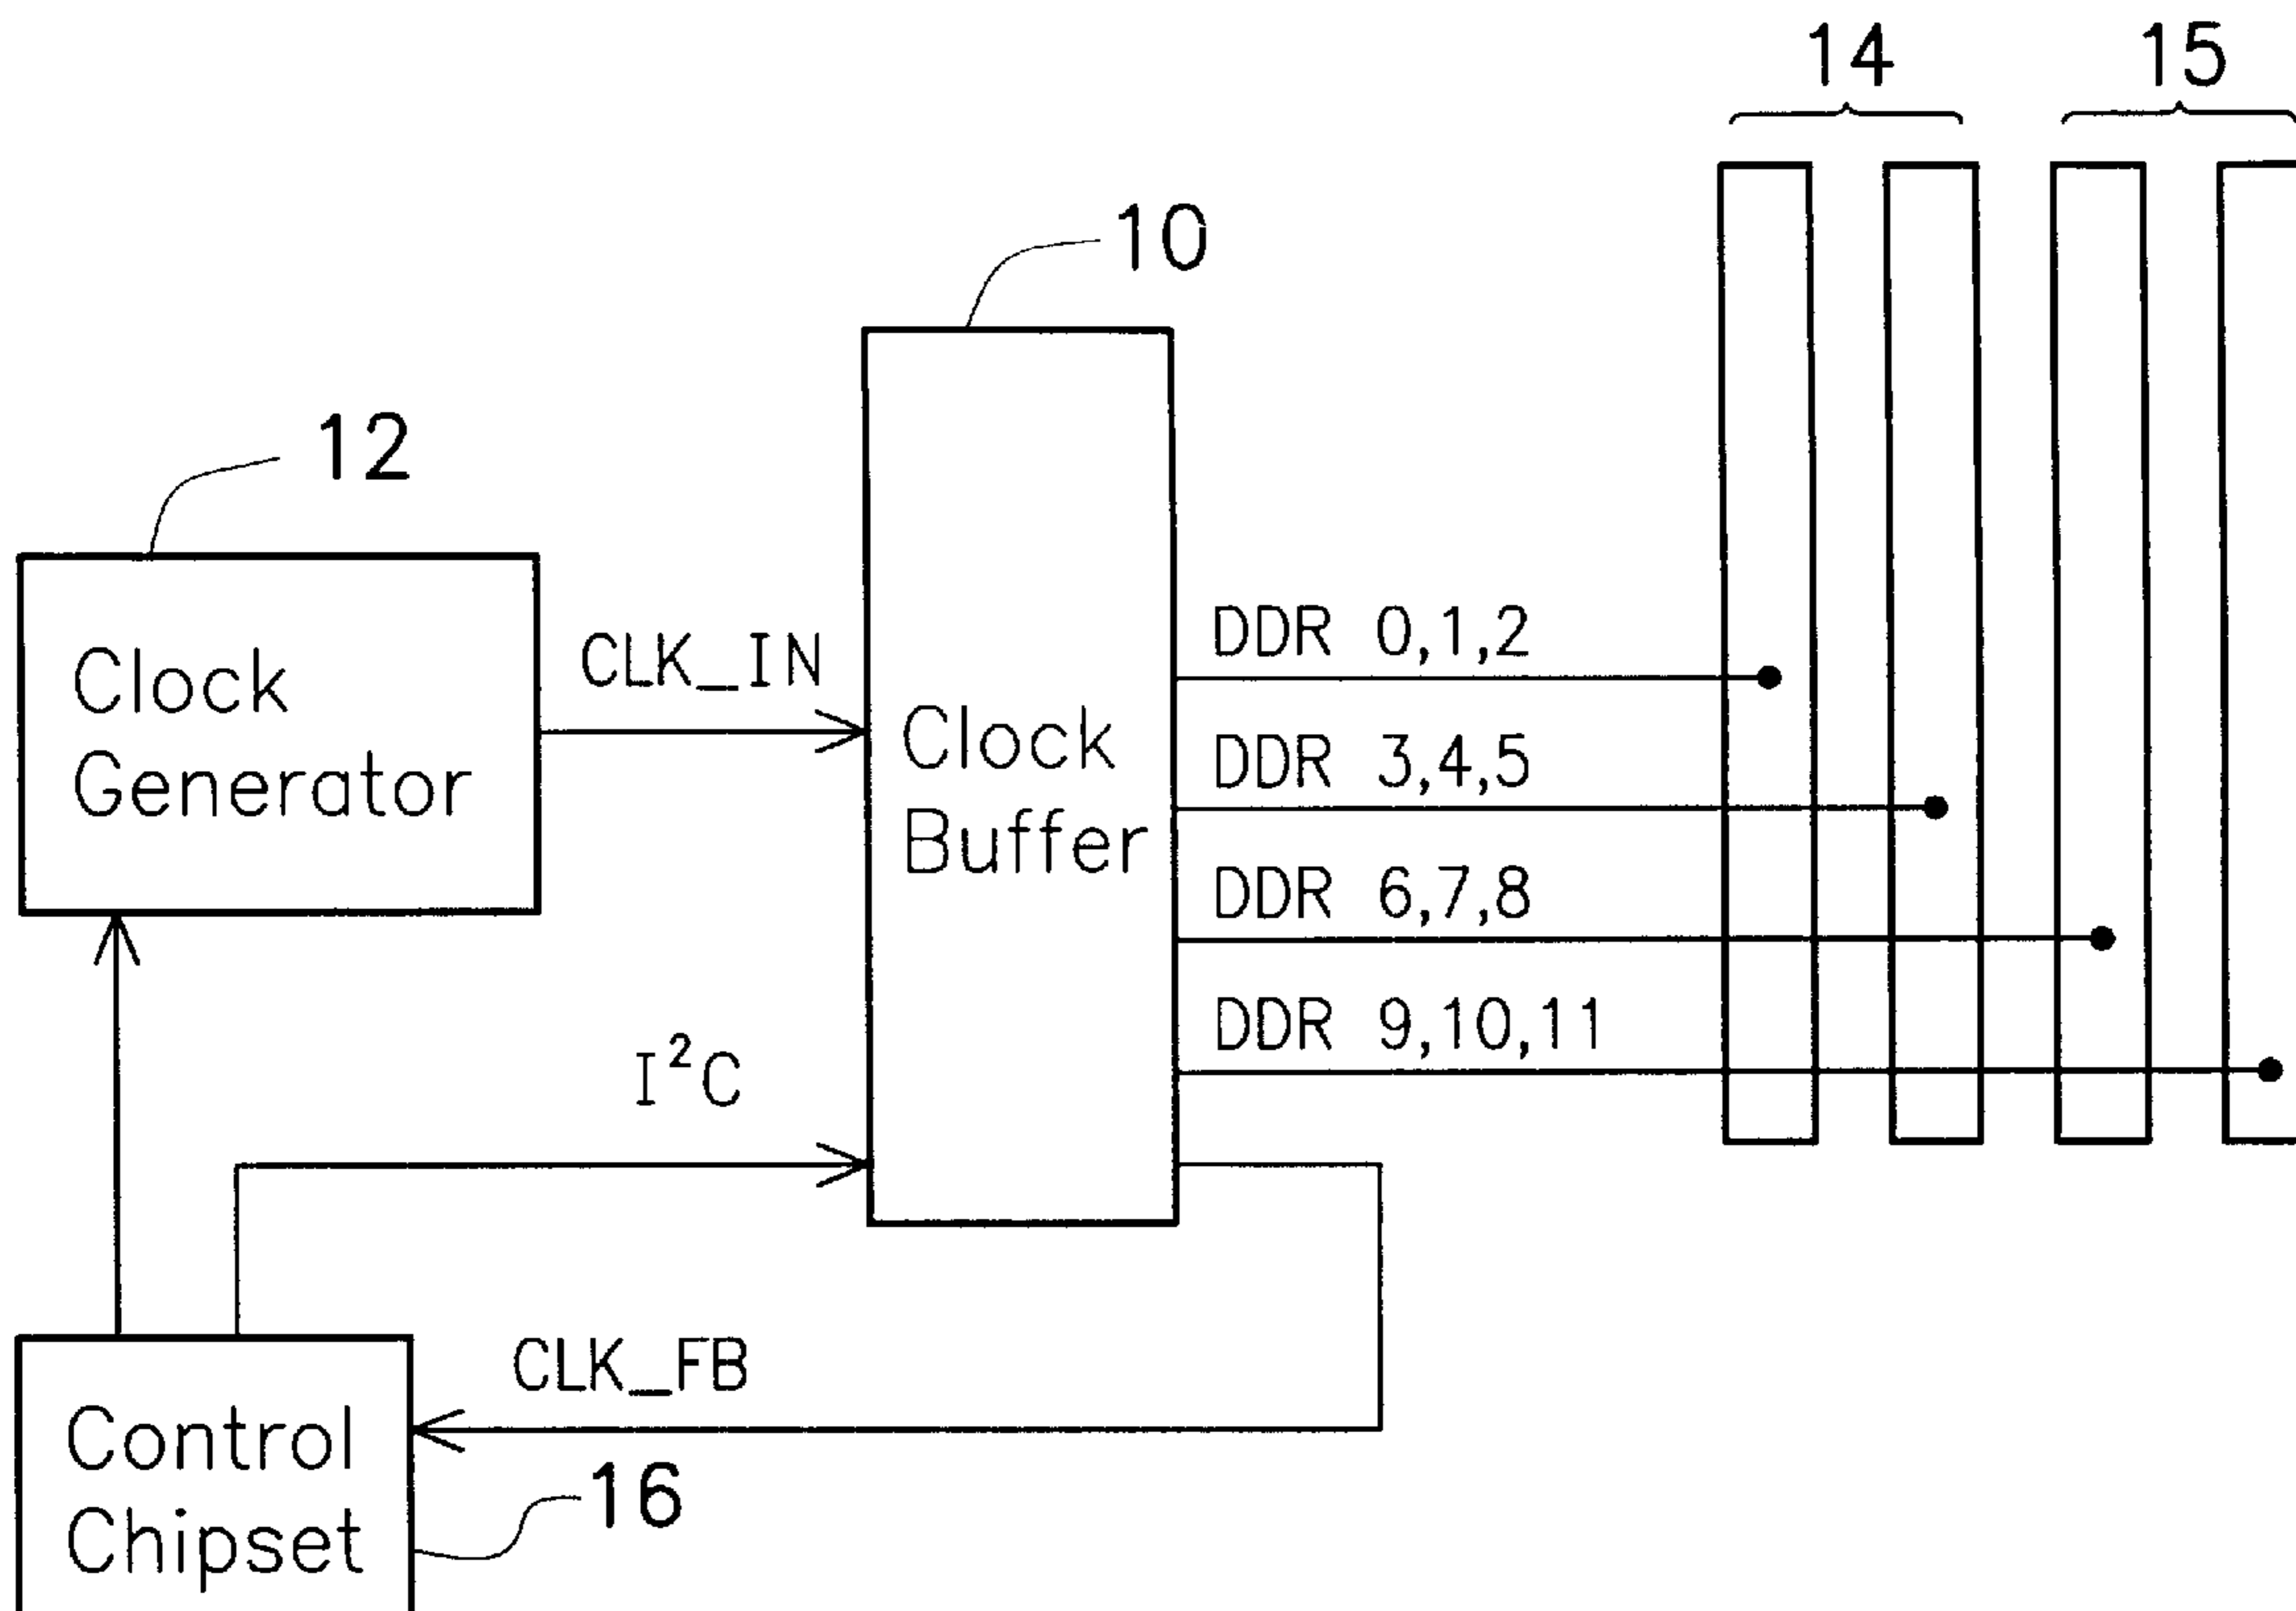 14
15
10
12
Clock
Generator
CLK_IN
Clock
Buffer
DDR 0,1,2
DDR 3,4,5
DDR 6,7,8
DDR 9,10,11
I²C
CLK_FB
Control
Chipset
16